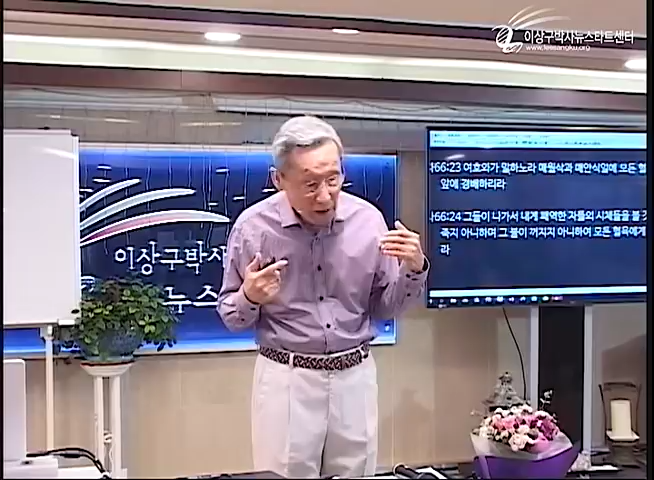 이상구박사뉴스타트센터
www.leesangku.org
66:23 여호와가 말하노라 매월삭과 매안식일에 모든 혈
앞에 경배하리라
66:24 그들이 나가서 내게 패역한 자들의 시체들을 볼 것
죽지 아니하며 그 불이 꺼지지 아니하여 모든 혈육에게
라
이상구박사
뉴스